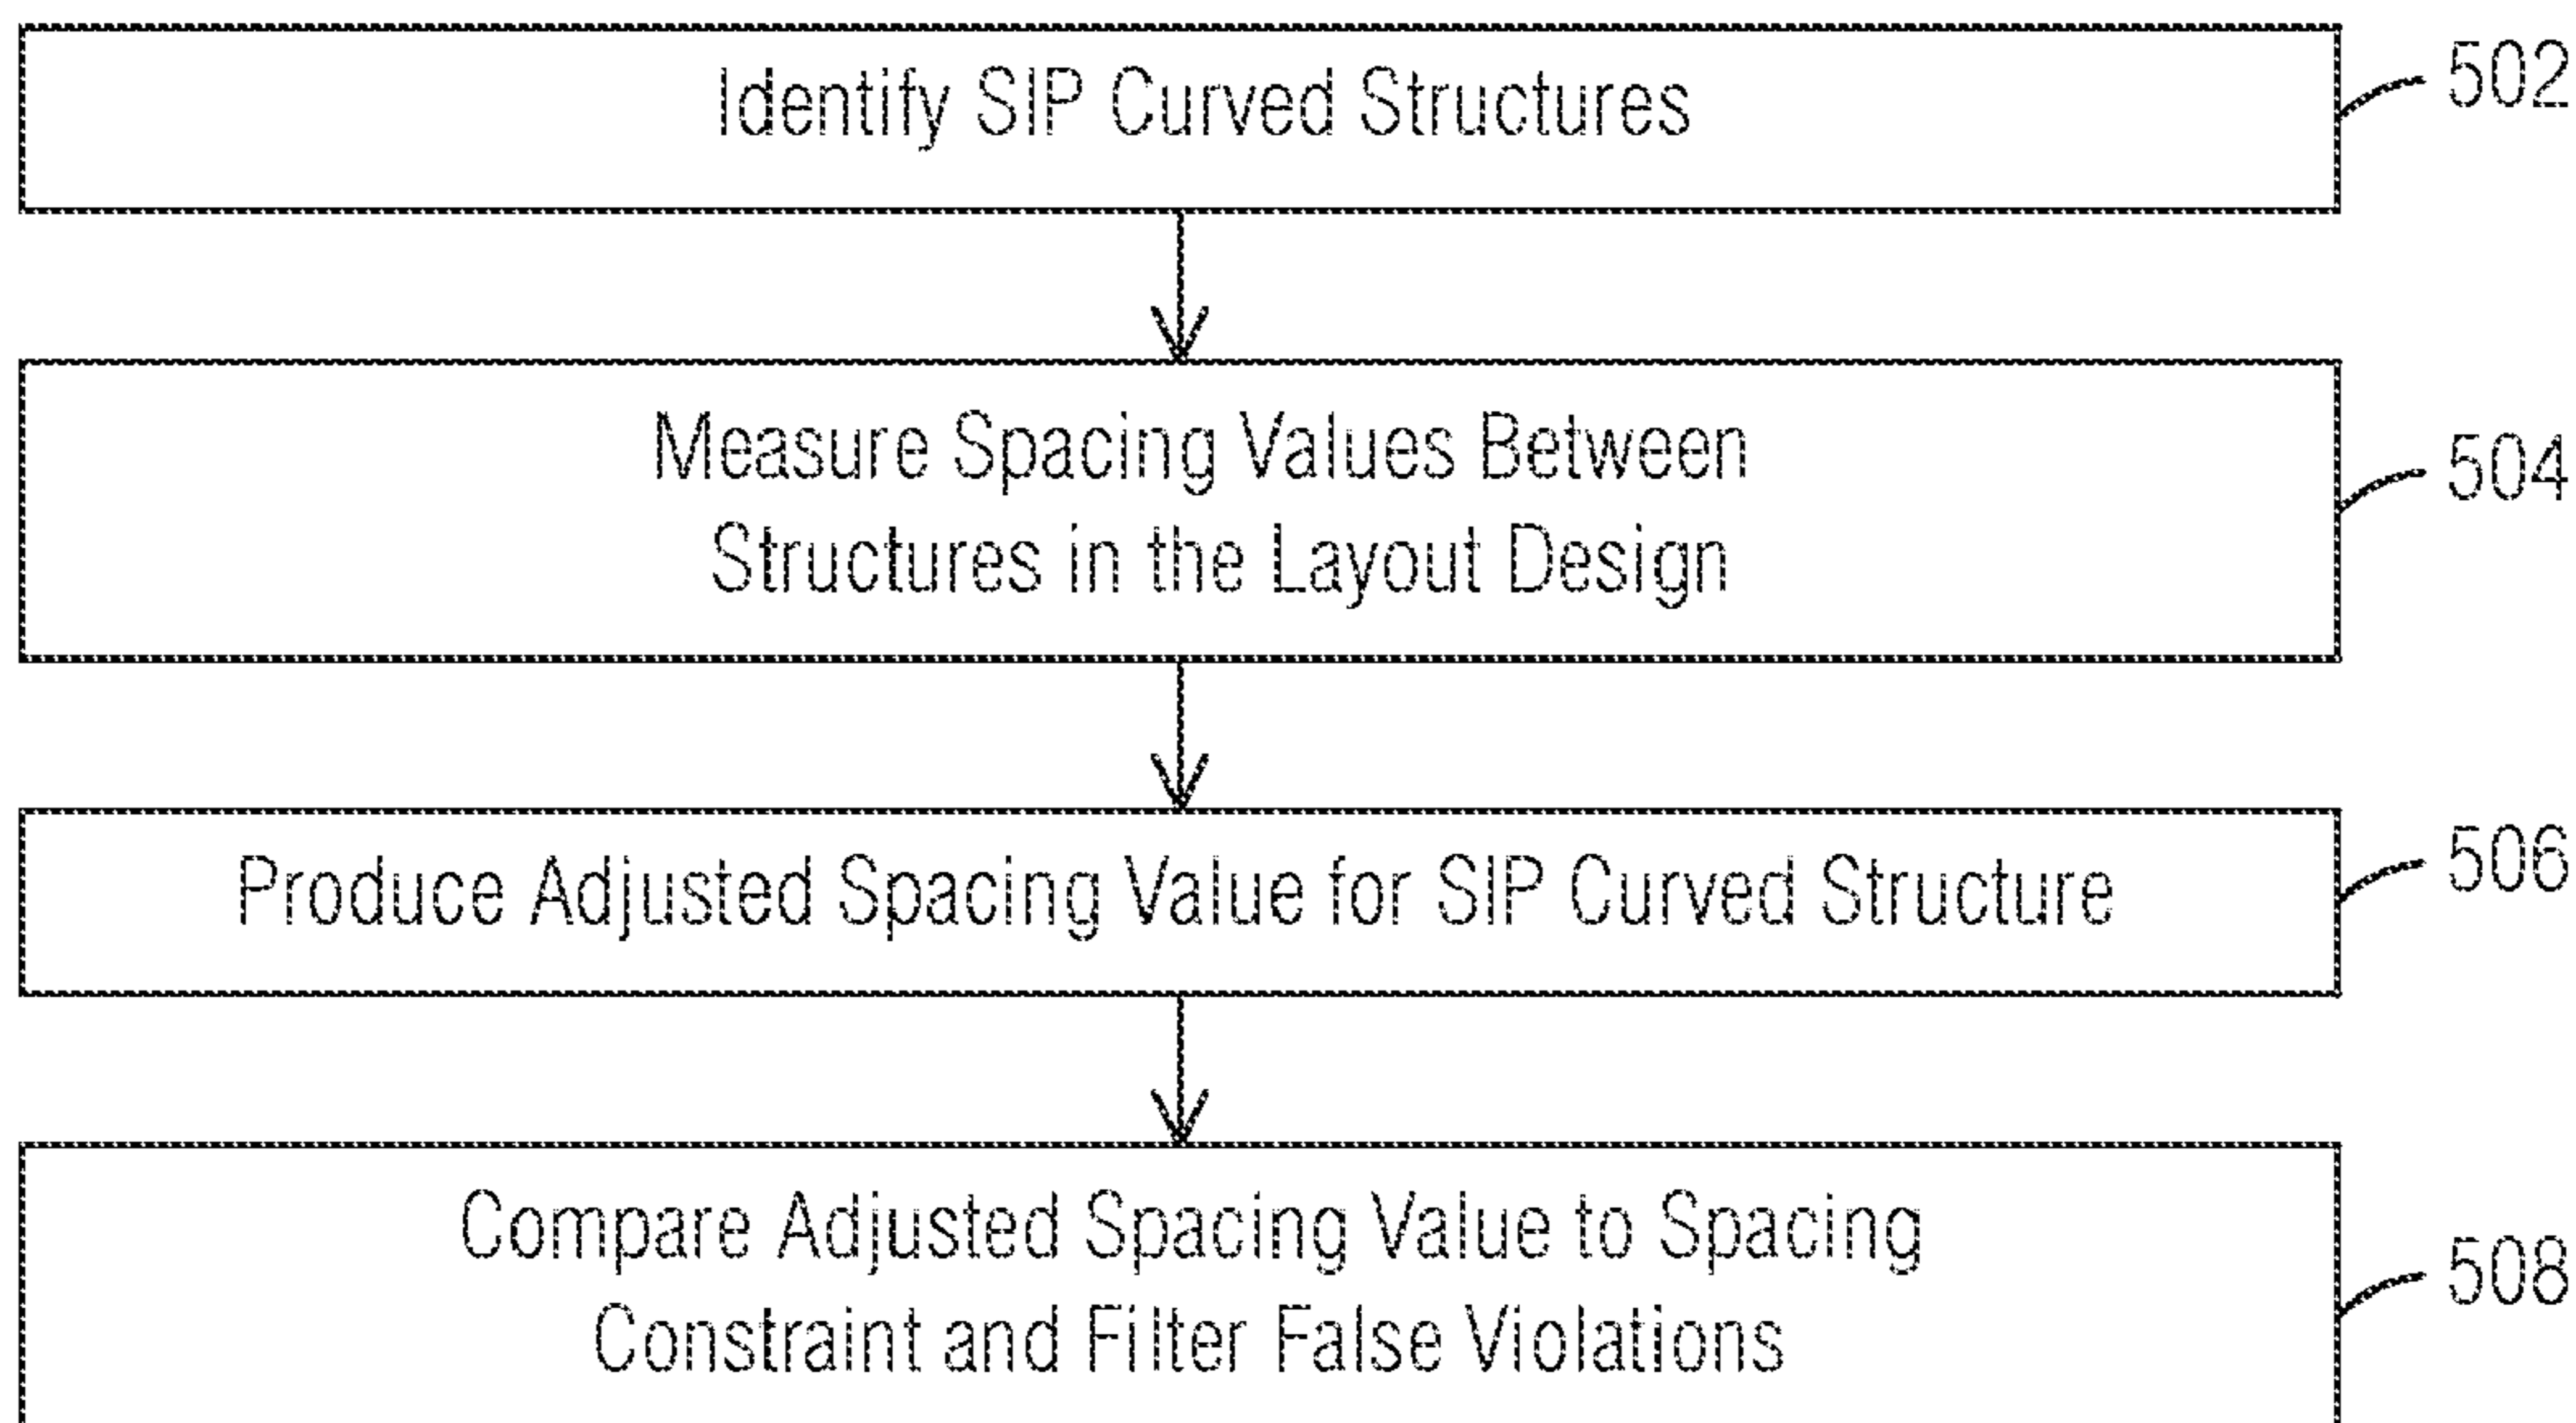 Identify SIP Curved Structures
502
Measure Spacing Values Between
Structures in the Layout Design
504
Produce Adjusted Spacing Value for SIP Curved Structure
506
Compare Adjusted Spacing Value to Spacing
Constraint and Filter False Violations
508